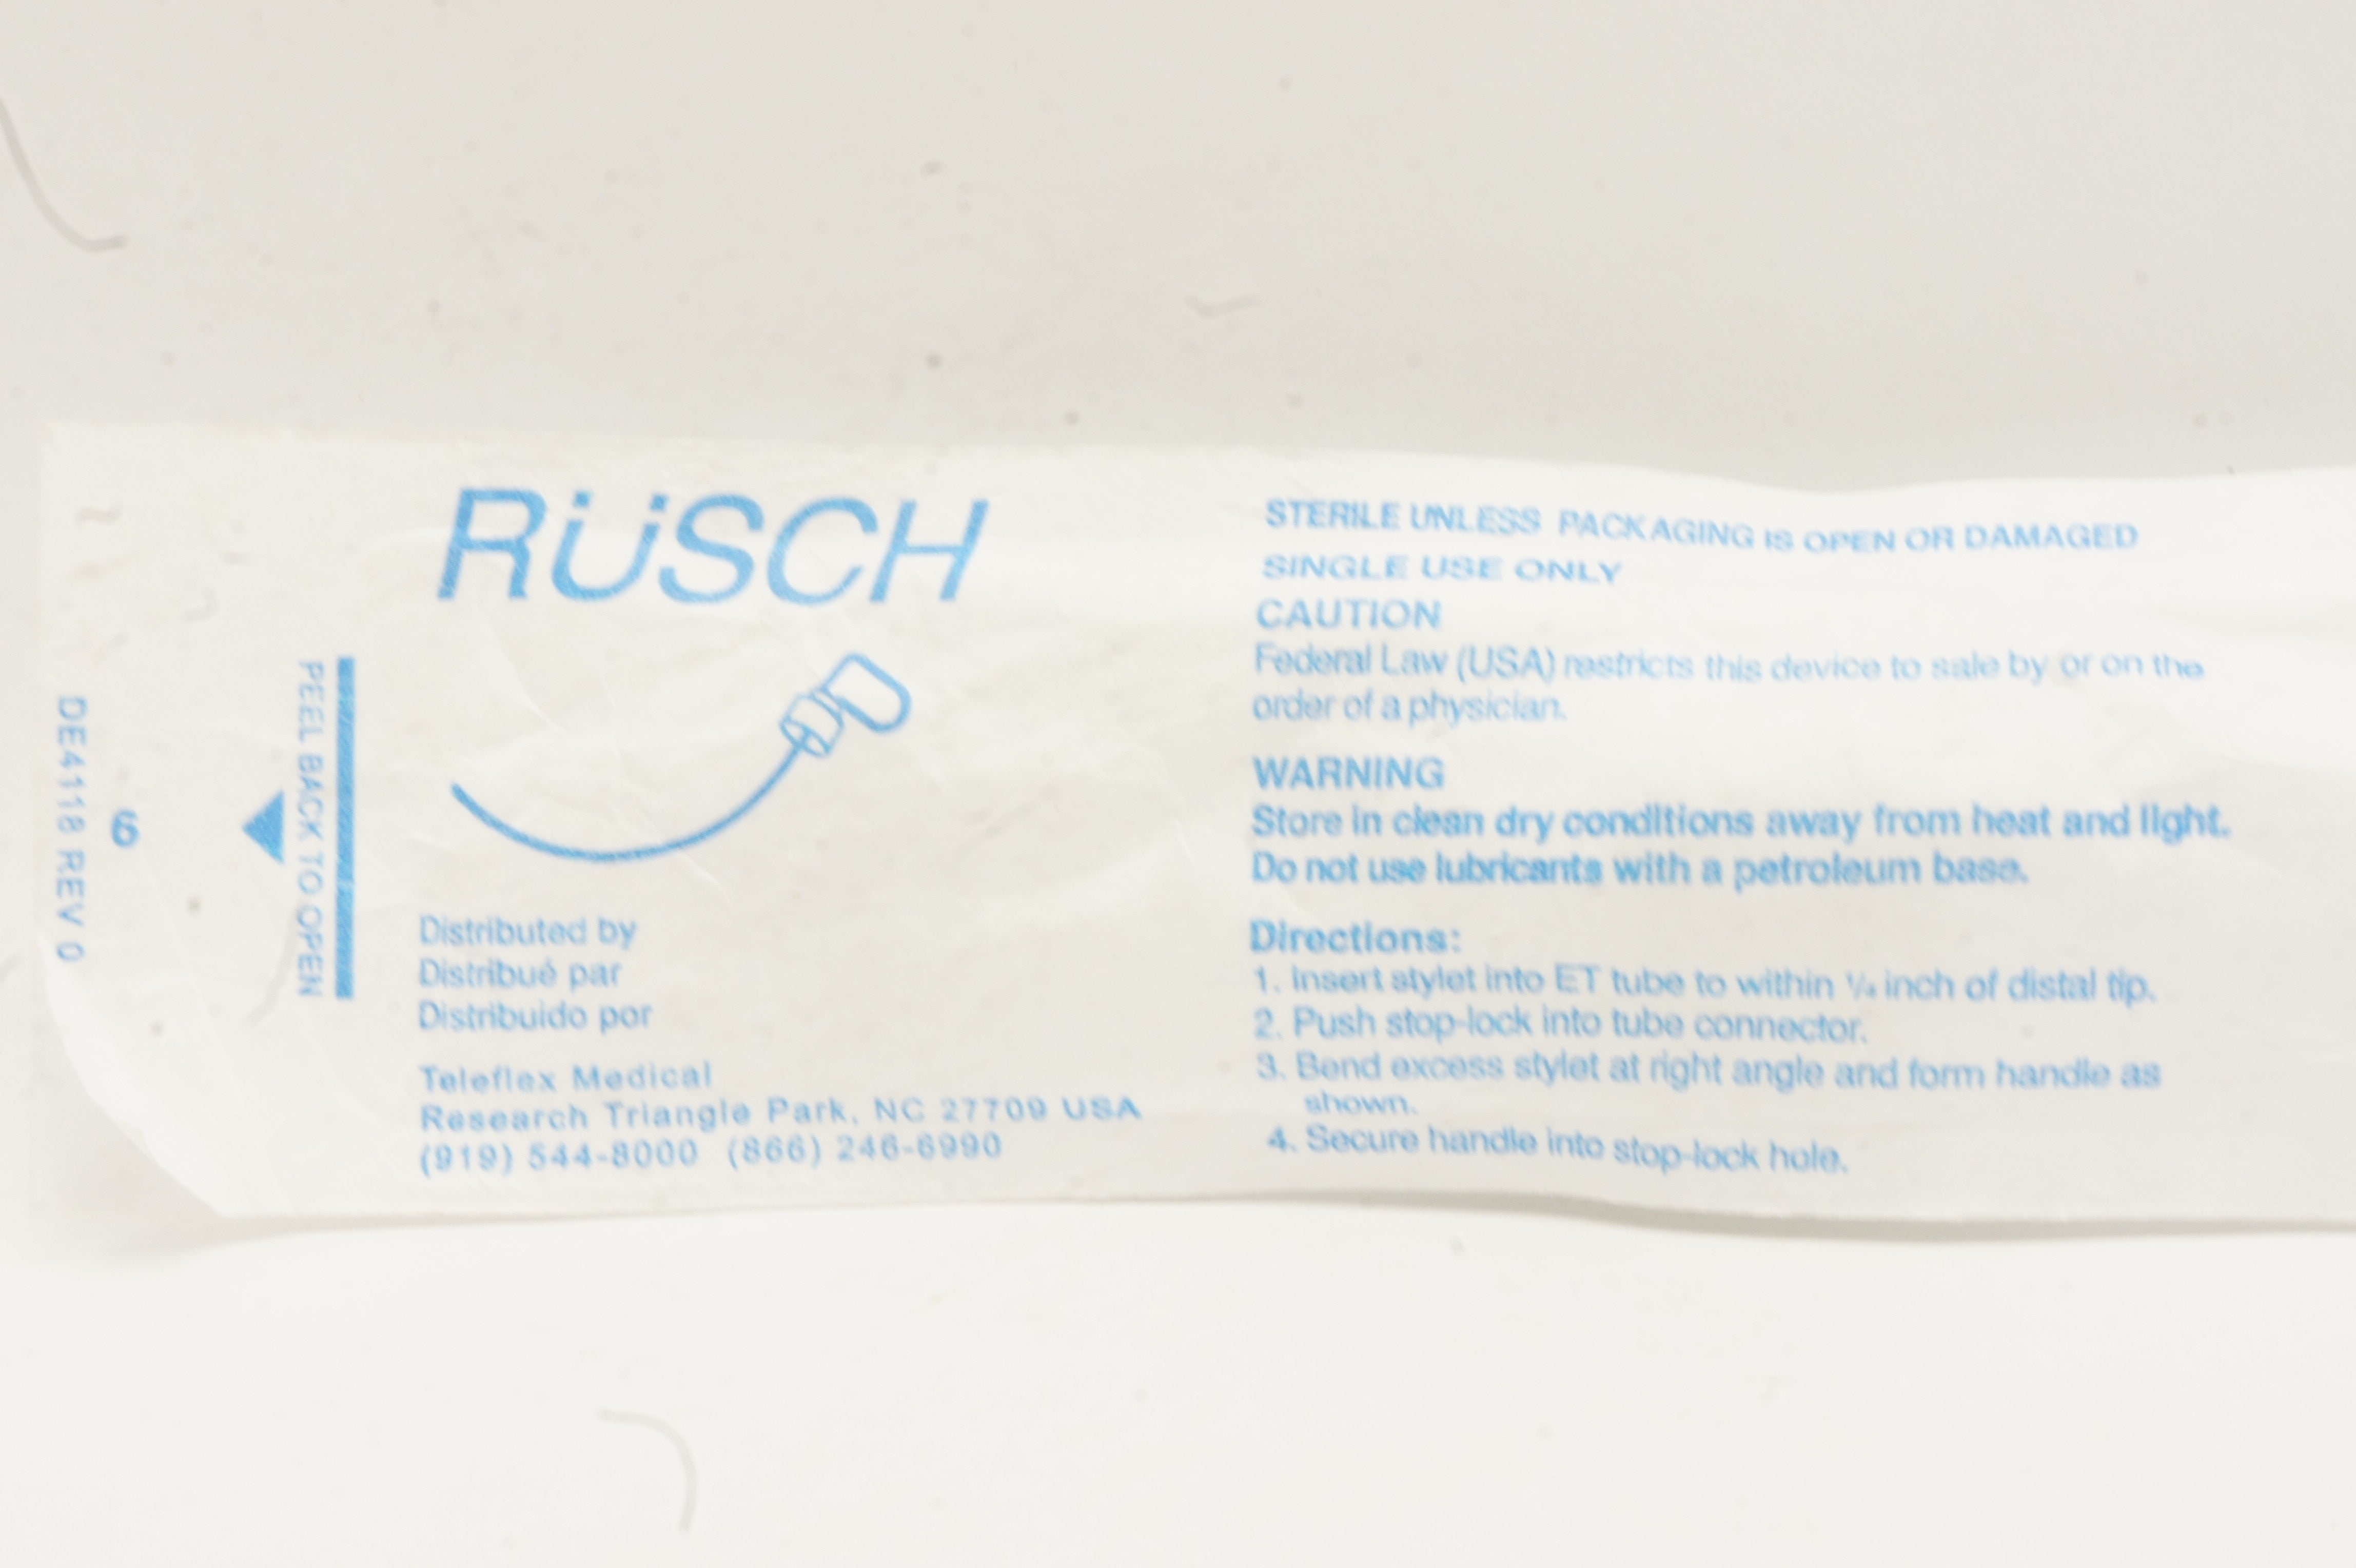 DE4118 REV 0
6
PEEL BACK TO OPEN
RÜSCH
Distributed by
Distribué par
Distribuido por
Teleflex Medical
Research Triangle Park, NC 27709 USA
(919) 544-8000 (866) 246-6990
STERILE UNLESS PACKAGING IS OPEN OR DAMAGED
SINGLE USE ONLY
CAUTION
Federal Law (USA) restricts this device to sale by or on the
order of a physician.
WARNING
Store in clean dry conditions away from heat and light.
Do not use lubricants with a petroleum base.
Directions:
1. Insert stylet into ET tube to within ¼ inch of distal tip.
2. Push stop-lock into tube connector.
3. Bend excess stylet at right angle and form handle as
shown.
4. Secure handle into stop-lock hole.